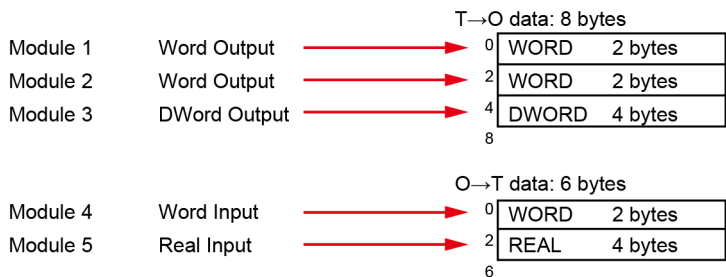 T→O data: 8 bytes
Module 1 Word Output 0 WORD 2 bytes
Module 2 Word Output 2 WORD 2 bytes
Module 3 DWord Output 4 DWORD 4 bytes
8
O→T data: 6 bytes
Module 4 Word Input 0 WORD 2 bytes
Module 5 Real Input 2 REAL 4 bytes
6